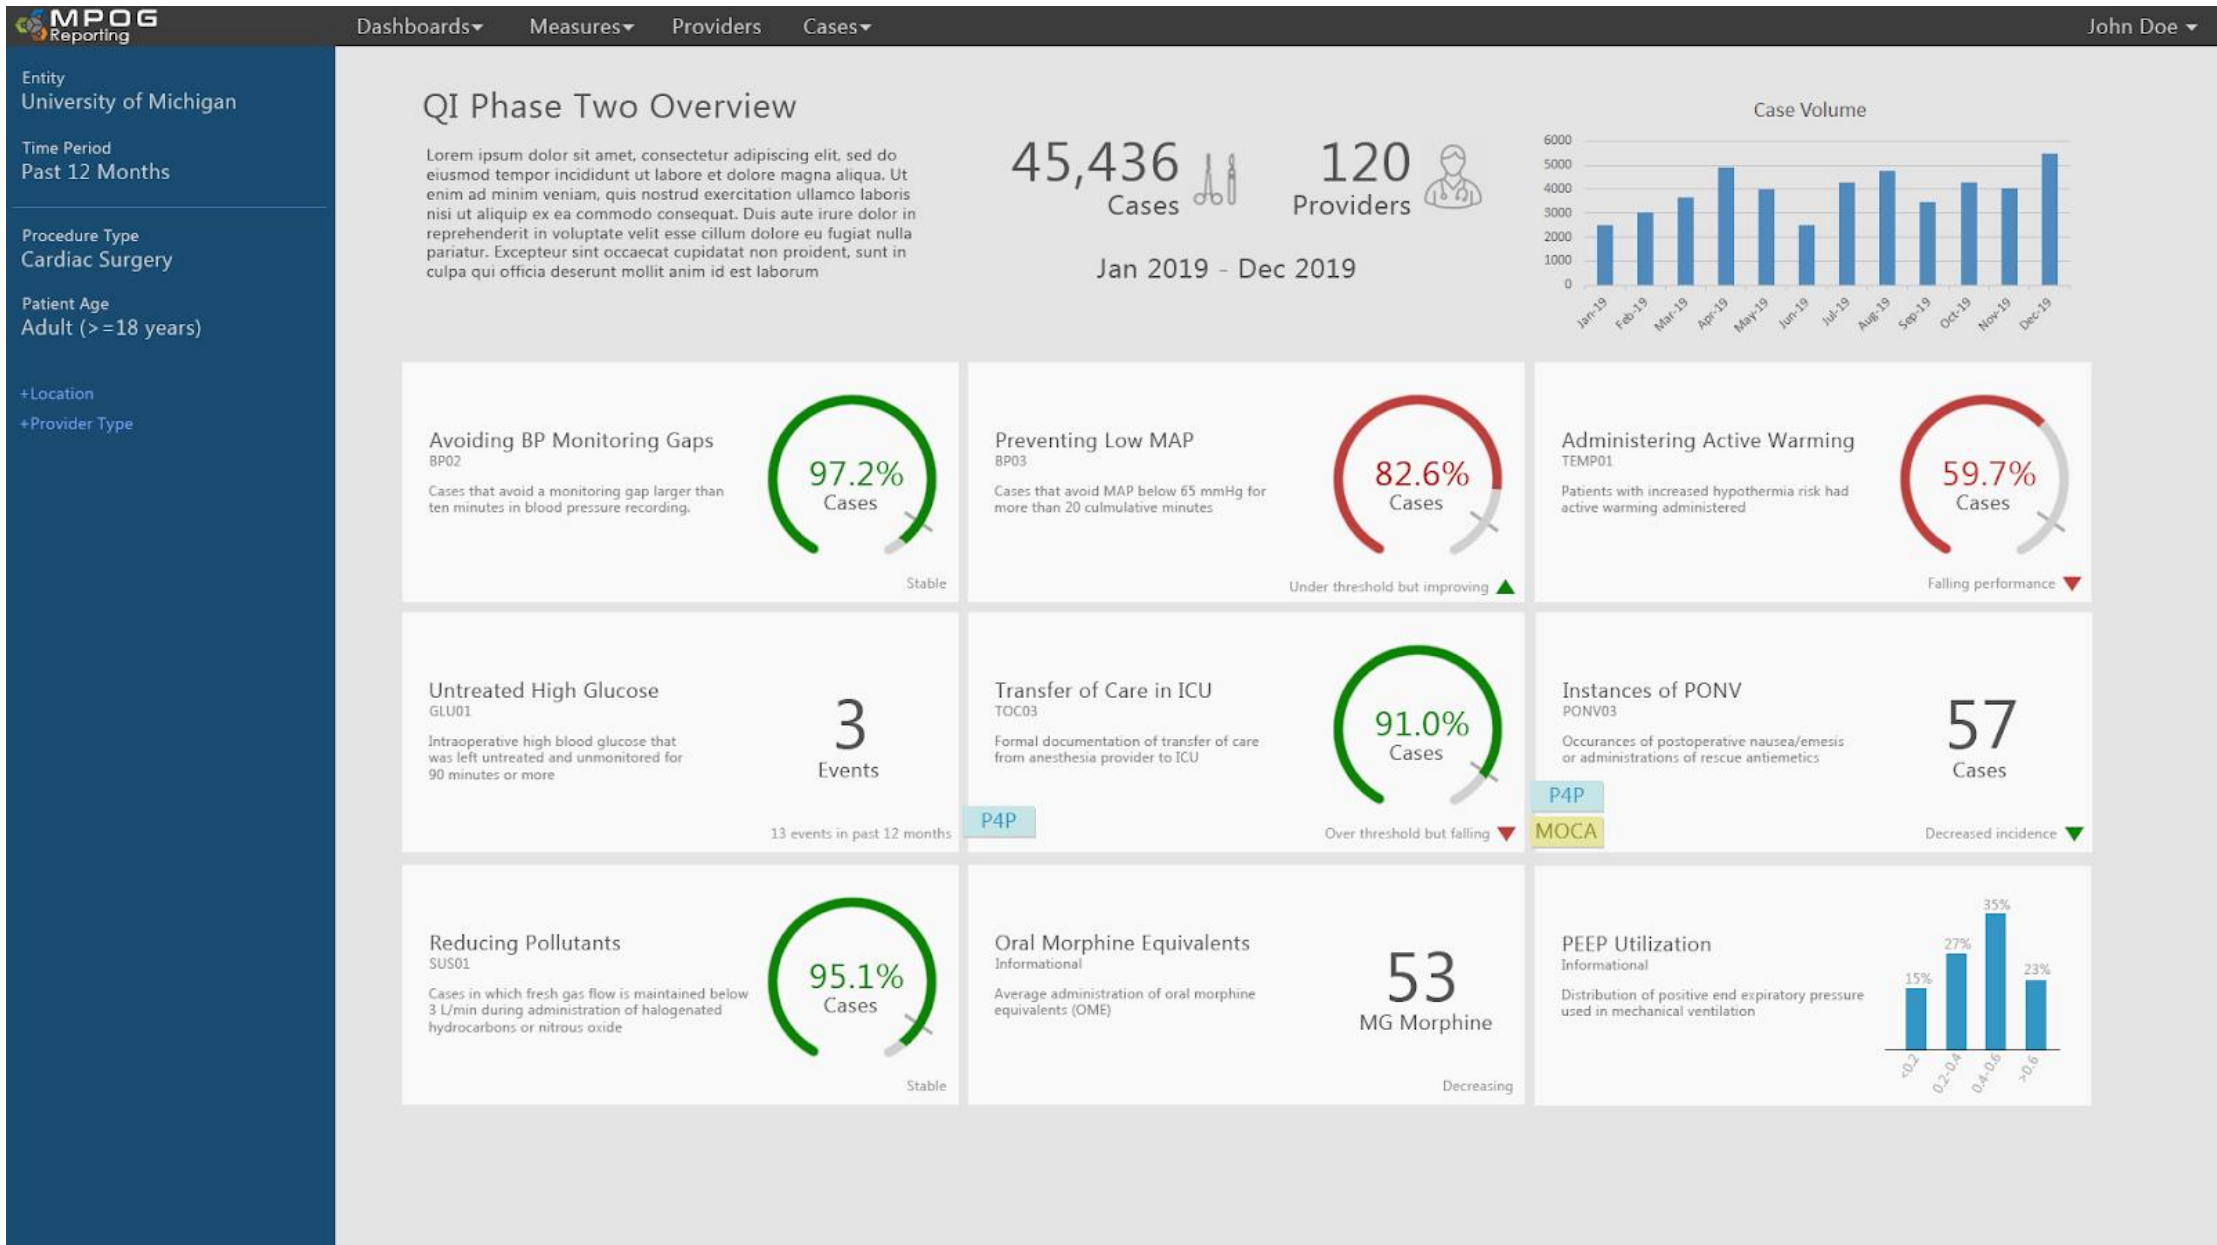 MPOG
Reporting
Dashboards
Measures
Providers
Cases
John Doe
Entity
University of Michigan
Time Period
Past 12 Months
Procedure Type
Cardiac Surgery
Patient Age
Adult (>=18 years)
+Location
+Provider Type
QI Phase Two Overview
Lorem ipsum dolor sit amet, consectetur adipiscing elit, sed do
eiusmod tempor incididunt ut labore et dolore magna aliqua. Ut
enim ad minim veniam, quis nostrud exercitation ullamco laboris
nisi ut aliquip ex ea commodo consequat. Duis aute irure dolor in
reprehenderit in voluptate velit esse cillum dolore eu fugiat nulla
pariatur. Excepteur sint occaecat cupidatat non proident, sunt in
culpa qui officia deserunt mollit anim id est laborum
45,436
Cases
120
Providers
Jan 2019 - Dec 2019
Case Volume
6000
5000
4000
3000
2000
1000
0
Jan-19
Feb-19
Mar-19
Apr-19
May-19
Jun-19
Jul-19
Aug-19
Sep-19
Oct-19
Nov-19
Dec-19
Avoiding BP Monitoring Gaps
BP02
Cases that avoid a monitoring gap larger than
ten minutes in blood pressure recording.
97.2%
Cases
Stable
Preventing Low MAP
BP03
Cases that avoid MAP below 65 mmHg for
more than 20 culmulative minutes
82.6%
Cases
Under threshold but improving
Administering Active Warming
TEMP01
Patients with increased hypothermia risk had
active warming administered
59.7%
Cases
Falling performance
Untreated High Glucose
GLU01
Intraoperative high blood glucose that
was left untreated and unmonitored for
90 minutes or more
3
Events
13 events in past 12 months
Transfer of Care in ICU
TOC03
Formal documentation of transfer of care
from anesthesia provider to ICU
91.0%
Cases
P4P
Over threshold but falling
Instances of PONV
PONV03
Occurances of postoperative nausea/emesis
or administrations of rescue antiemetics
57
Cases
P4P
MOCA
Decreased incidence
Reducing Pollutants
SUS01
Cases in which fresh gas flow is maintained below
3 L/min during administration of halogenated
hydrocarbons or nitrous oxide
95.1%
Cases
Stable
Oral Morphine Equivalents
Informational
Average administration of oral morphine
equivalents (OME)
53
MG Morphine
Decreasing
PEEP Utilization
Informational
Distribution of positive end expiratory pressure
used in mechanical ventilation
15%
27%
35%
23%
<0.2
0.2-0.4
0.4-0.6
>0.6